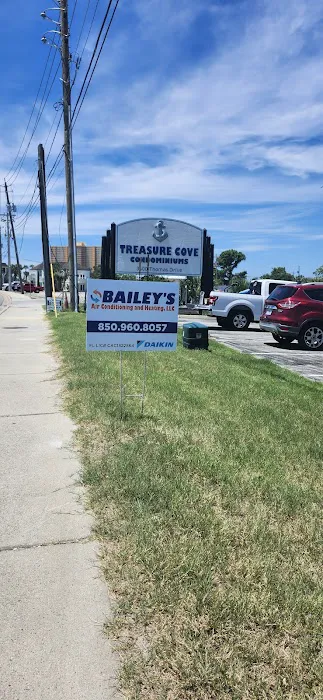 TREASURE COVE
CONDOMINIUMS
BAILEY'S
Air Conditioning and Heating, LLC
850.960.8057
DAIKIN